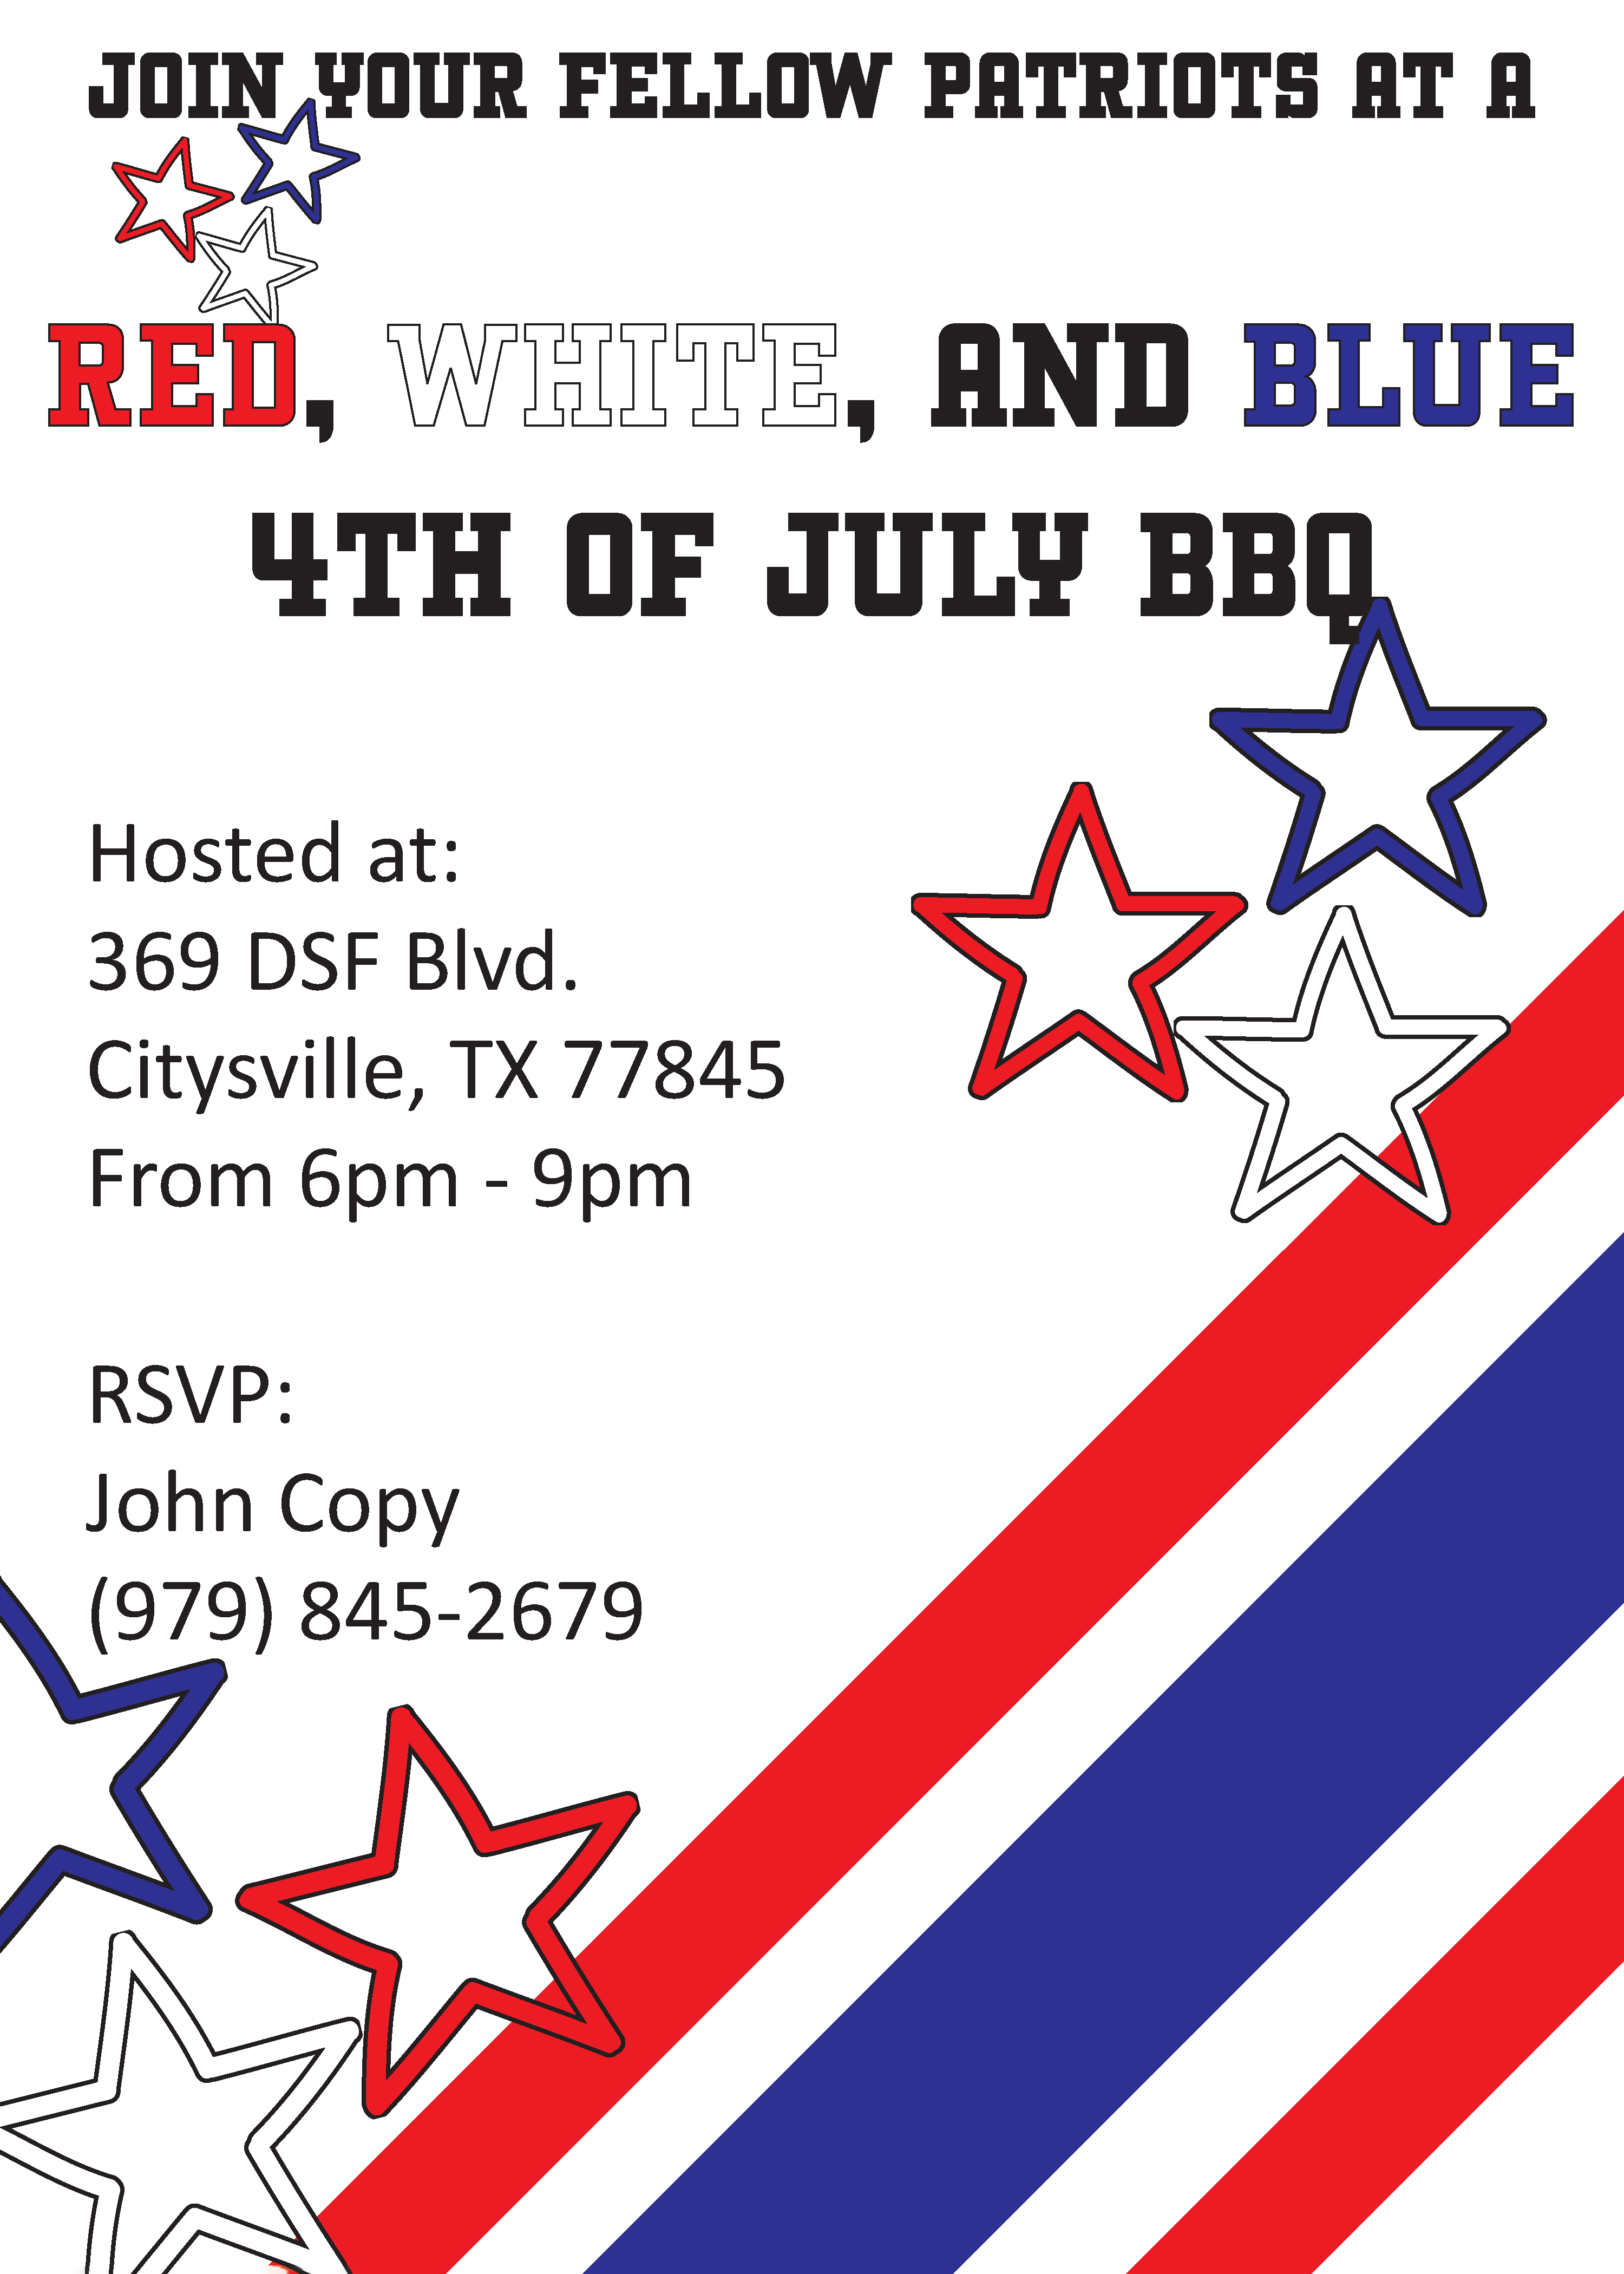 JOIN YOUR FELLOW PATRIOTS AT A
RED, WHITE, AND BLUE
4TH OF JULY BBQ
Hosted at:
369 DSF Blvd.
Citysville, TX 77845
From 6pm - 9pm
RSVP:
John Copy
(979) 845-2679